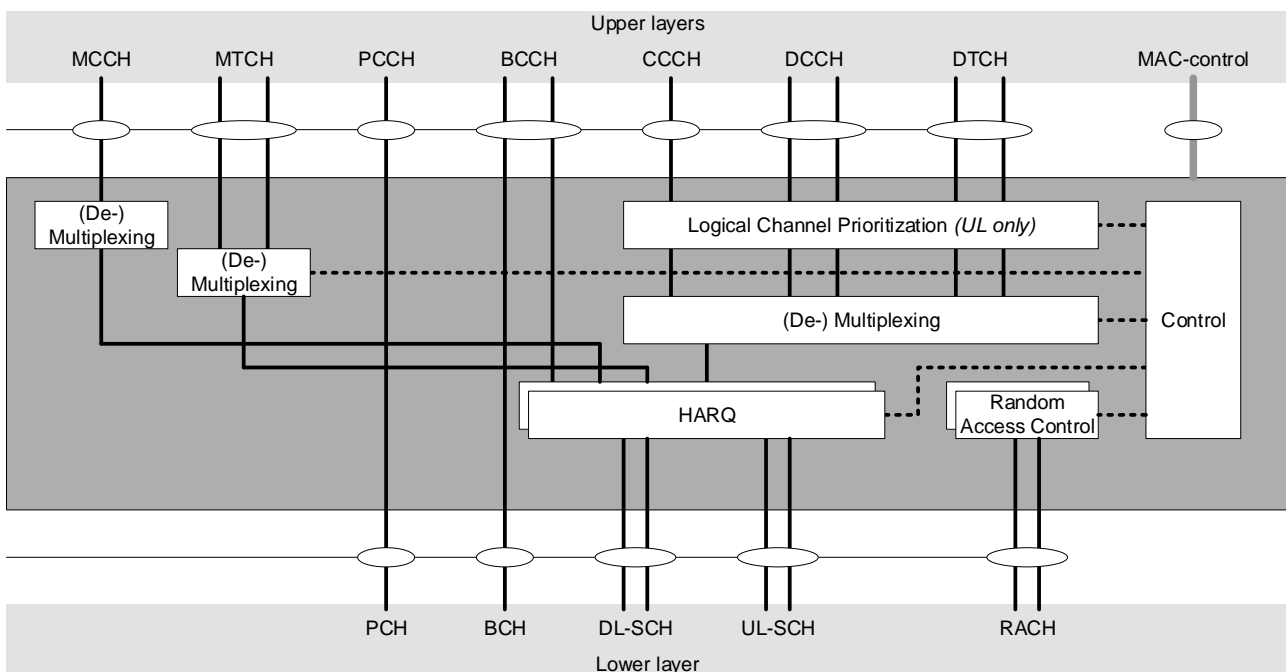 Upper layers
MCCH MTCH PCCH BCCH CCCH DCCH DTCH MAC-control
(De-)
Multiplexing
Logical Channel Prioritization (UL only)
(De-)
Multiplexing
(De-) Multiplexing
Control
HARQ
Random
Access Control
PCH BCH DL-SCH UL-SCH RACH
Lower layer